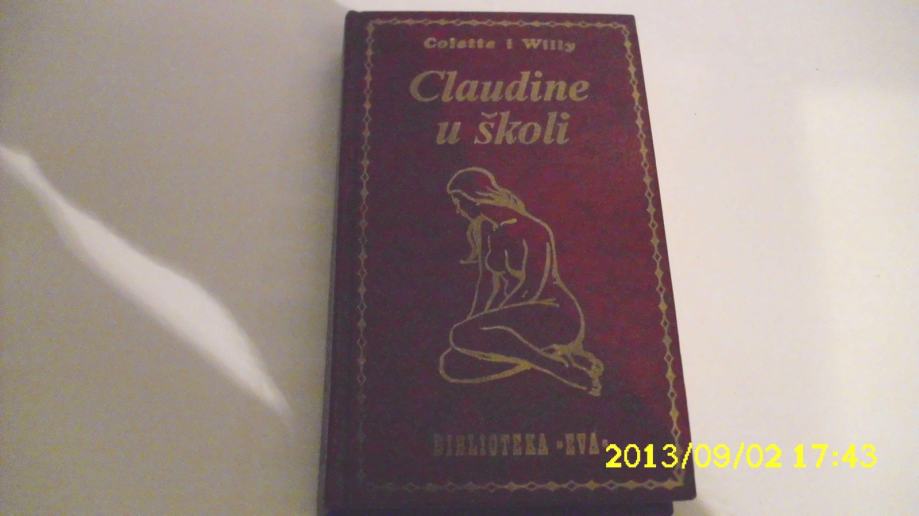 Colette i Willy
Claudine
u školi
BIBLIOTEKA »EVA«
2013/09/02 17:43